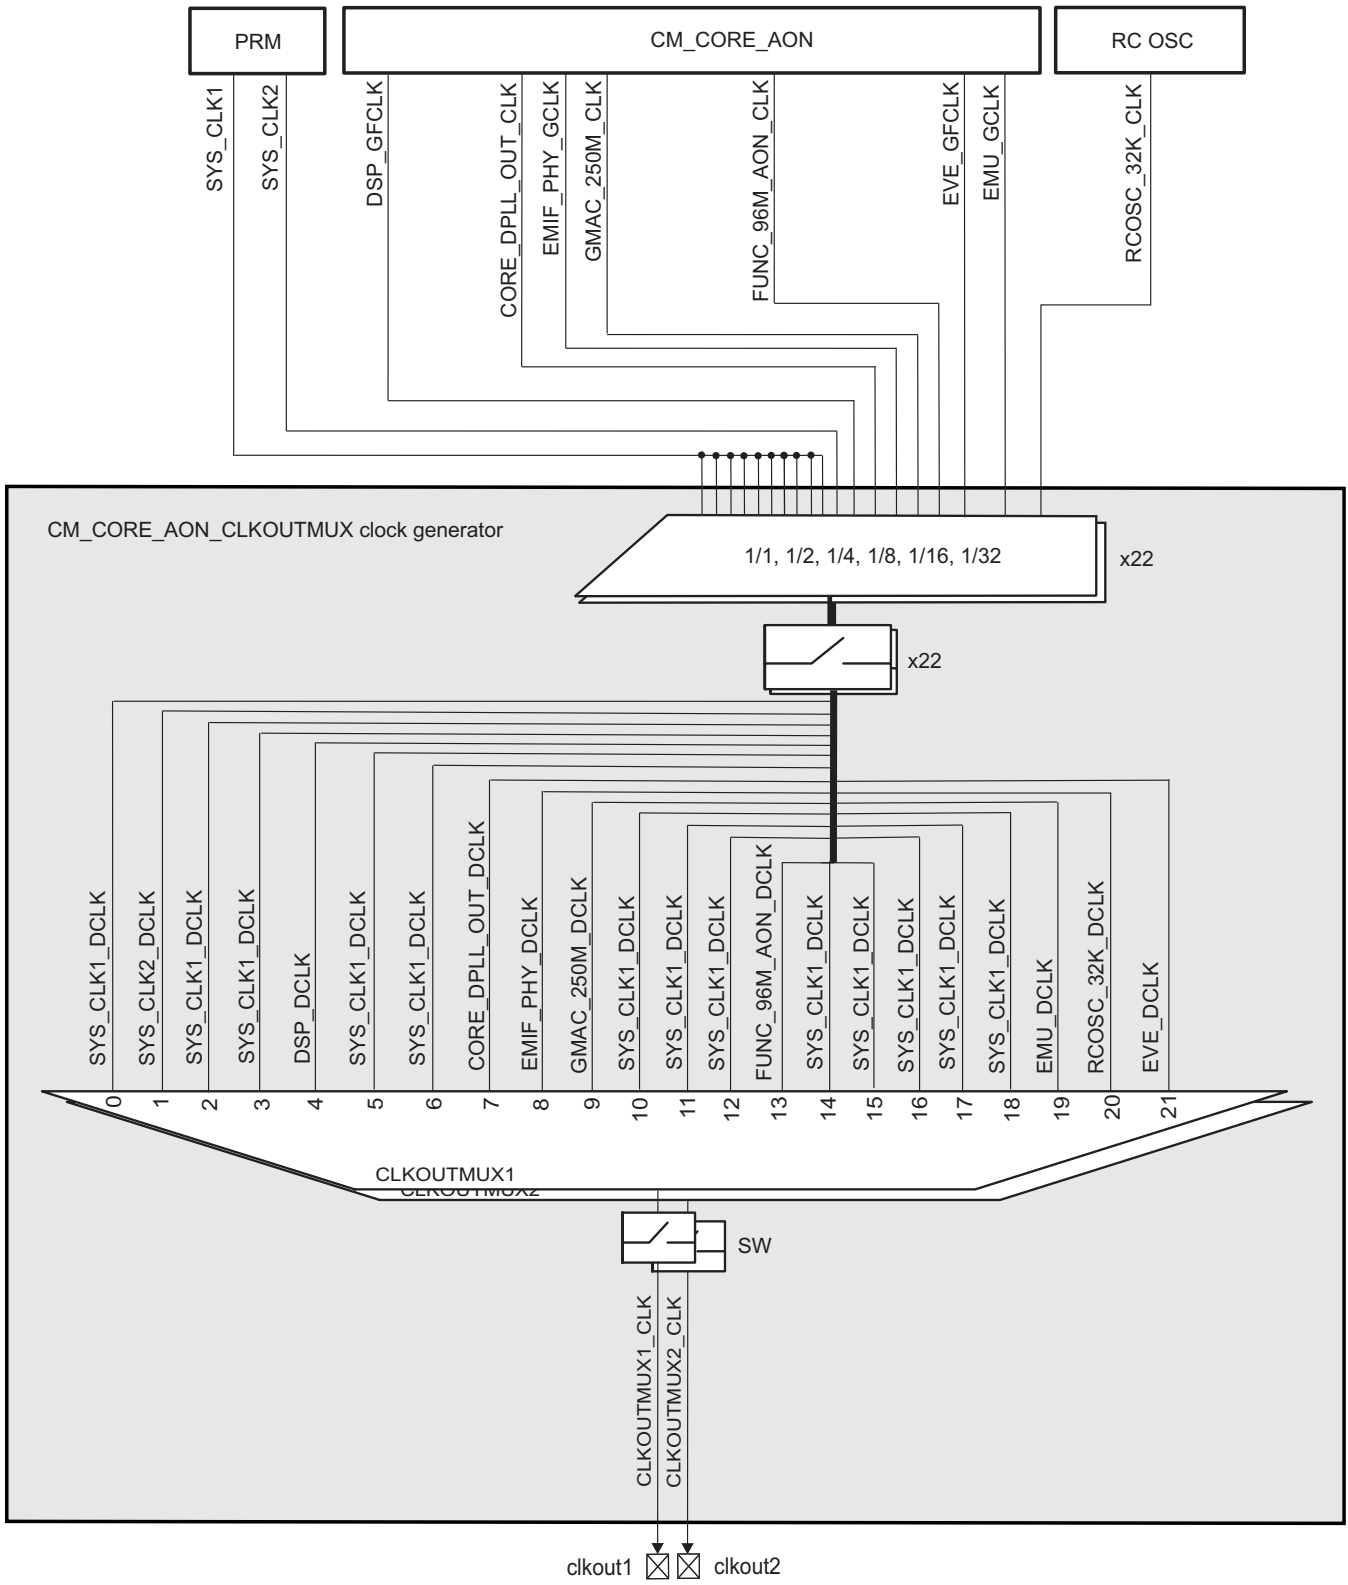 PRM
CM_CORE_AON
RC OSC
SYS_CLK1
SYS_CLK2
DSP_GFCLK
CORE_DPLL_OUT_CLK
EMIF_PHY_GCLK
GMAC_250M_CLK
FUNC_96M_AON_CLK
EVE_GFCLK
EMU_GCLK
RCOSC_32K_CLK
CM_CORE_AON_CLKOUTMUX clock generator
1/1, 1/2, 1/4, 1/8, 1/16, 1/32
x22
x22
SYS_CLK1_DCLK
SYS_CLK2_DCLK
SYS_CLK1_DCLK
SYS_CLK1_DCLK
DSP_DCLK
SYS_CLK1_DCLK
SYS_CLK1_DCLK
CORE_DPLL_OUT_DCLK
EMIF_PHY_DCLK
GMAC_250M_DCLK
SYS_CLK1_DCLK
SYS_CLK1_DCLK
SYS_CLK1_DCLK
FUNC_96M_AON_DCLK
SYS_CLK1_DCLK
SYS_CLK1_DCLK
SYS_CLK1_DCLK
SYS_CLK1_DCLK
SYS_CLK1_DCLK
EMU_DCLK
RCOSC_32K_DCLK
EVE_DCLK
0
1
2
3
4
5
6
7
8
9
10
11
12
13
14
15
16
17
18
19
20
21
CLKOUTMUX1
CLKOUTMUX2
SW
CLKOUTMUX1_CLK
CLKOUTMUX2_CLK
clkout1
clkout2